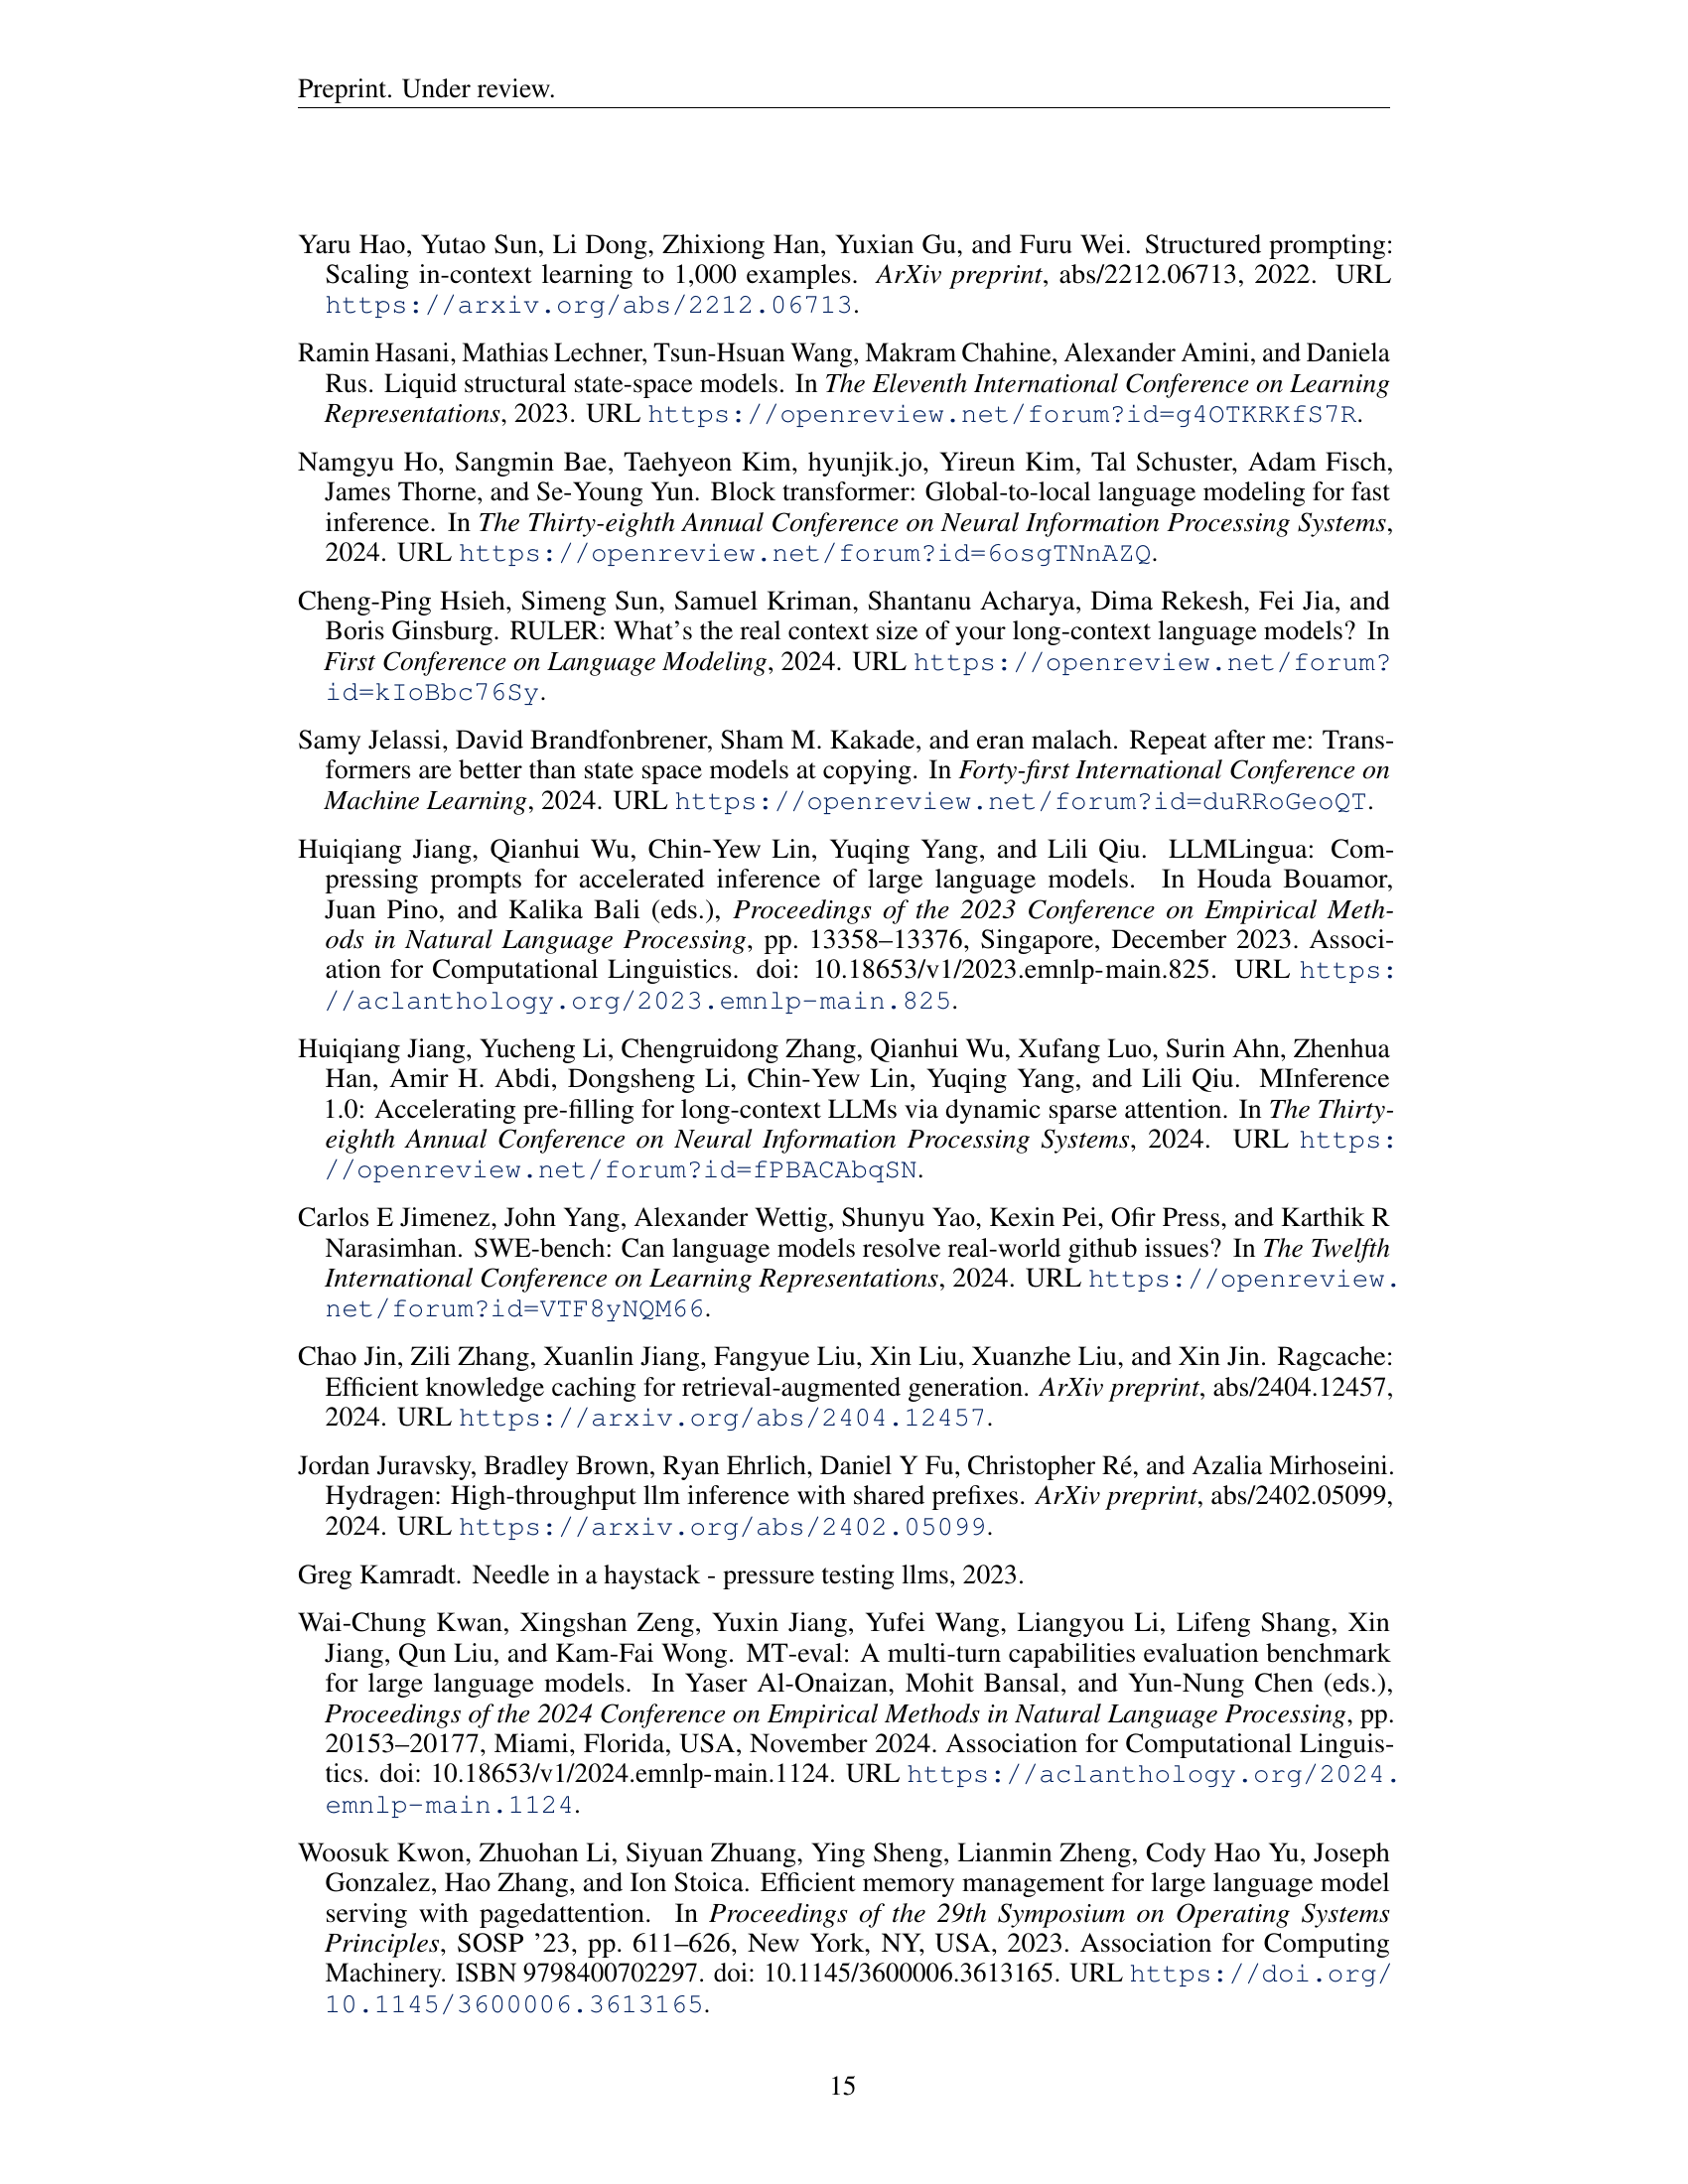 Preprint. Under review.
Yaru Hao, Yutao Sun, Li Dong, Zhixiong Han, Yuxian Gu, and Furu Wei. Structured prompting:
Scaling in-context learning to 1,000 examples. ArXiv preprint, abs/2212.06713, 2022. URL
https://arxiv.org/abs/2212.06713.
Ramin Hasani, Mathias Lechner, Tsun-Hsuan Wang, Makram Chahine, Alexander Amini, and Daniela
Rus. Liquid structural state-space models. In The Eleventh International Conference on Learning
Representations, 2023. URL https://openreview.net/forum?id=g4OTKRKfS7R.
Namgyu Ho, Sangmin Bae, Taehyeon Kim, hyunjik.jo, Yireun Kim, Tal Schuster, Adam Fisch,
James Thorne, and Se-Young Yun. Block transformer: Global-to-local language modeling for fast
inference. In The Thirty-eighth Annual Conference on Neural Information Processing Systems,
2024. URL https://openreview.net/forum?id=6osgTNnAZQ.
Cheng-Ping Hsieh, Simeng Sun, Samuel Kriman, Shantanu Acharya, Dima Rekesh, Fei Jia, and
Boris Ginsburg. RULER: What's the real context size of your long-context language models? In
First Conference on Language Modeling, 2024. URL https://openreview.net/forum?
id=kIoBbc76Sy.
Samy Jelassi, David Brandfonbrener, Sham M. Kakade, and eran malach. Repeat after me: Trans-
formers are better than state space models at copying. In Forty-first International Conference on
Machine Learning, 2024. URL https://openreview.net/forum?id=duRRoGeoQT.
Huiqiang Jiang, Qianhui Wu, Chin-Yew Lin, Yuqing Yang, and Lili Qiu. LLMLingua: Com-
pressing prompts for accelerated inference of large language models. In Houda Bouamor,
Juan Pino, and Kalika Bali (eds.), Proceedings of the 2023 Conference on Empirical Meth-
ods in Natural Language Processing, pp. 13358–13376, Singapore, December 2023. Associ-
ation for Computational Linguistics. doi: 10.18653/v1/2023.emnlp-main.825. URL https:
//aclanthology.org/2023.emnlp-main.825.
Huiqiang Jiang, Yucheng Li, Chengruidong Zhang, Qianhui Wu, Xufang Luo, Surin Ahn, Zhenhua
Han, Amir H. Abdi, Dongsheng Li, Chin-Yew Lin, Yuqing Yang, and Lili Qiu. MInference
1.0: Accelerating pre-filling for long-context LLMs via dynamic sparse attention. In The Thirty-
eighth Annual Conference on Neural Information Processing Systems, 2024. URL https:
//openreview.net/forum?id=fPBACAbqSN.
Carlos E Jimenez, John Yang, Alexander Wettig, Shunyu Yao, Kexin Pei, Ofir Press, and Karthik R
Narasimhan. SWE-bench: Can language models resolve real-world github issues? In The Twelfth
International Conference on Learning Representations, 2024. URL https://openreview.
net/forum?id=VTF8yNQM66.
Chao Jin, Zili Zhang, Xuanlin Jiang, Fangyue Liu, Xin Liu, Xuanzhe Liu, and Xin Jin. Ragcache:
Efficient knowledge caching for retrieval-augmented generation. ArXiv preprint, abs/2404.12457,
2024. URL https://arxiv.org/abs/2404.12457.
Jordan Juravsky, Bradley Brown, Ryan Ehrlich, Daniel Y Fu, Christopher Ré, and Azalia Mirhoseini.
Hydragen: High-throughput llm inference with shared prefixes. ArXiv preprint, abs/2402.05099,
2024. URL https://arxiv.org/abs/2402.05099.
Greg Kamradt. Needle in a haystack - pressure testing llms, 2023.
Wai-Chung Kwan, Xingshan Zeng, Yuxin Jiang, Yufei Wang, Liangyou Li, Lifeng Shang, Xin
Jiang, Qun Liu, and Kam-Fai Wong. MT-eval: A multi-turn capabilities evaluation benchmark
for large language models. In Yaser Al-Onaizan, Mohit Bansal, and Yun-Nung Chen (eds.),
Proceedings of the 2024 Conference on Empirical Methods in Natural Language Processing, pp.
20153–20177, Miami, Florida, USA, November 2024. Association for Computational Linguis-
tics. doi: 10.18653/v1/2024.emnlp-main.1124. URL https://aclanthology.org/2024.
emnlp-main.1124.
Woosuk Kwon, Zhuohan Li, Siyuan Zhuang, Ying Sheng, Lianmin Zheng, Cody Hao Yu, Joseph
Gonzalez, Hao Zhang, and Ion Stoica. Efficient memory management for large language model
serving with pagedattention. In Proceedings of the 29th Symposium on Operating Systems
Principles, SOSP '23, pp. 611–626, New York, NY, USA, 2023. Association for Computing
Machinery. ISBN 9798400702297. doi: 10.1145/3600006.3613165. URL https://doi.org/
10.1145/3600006.3613165.
15